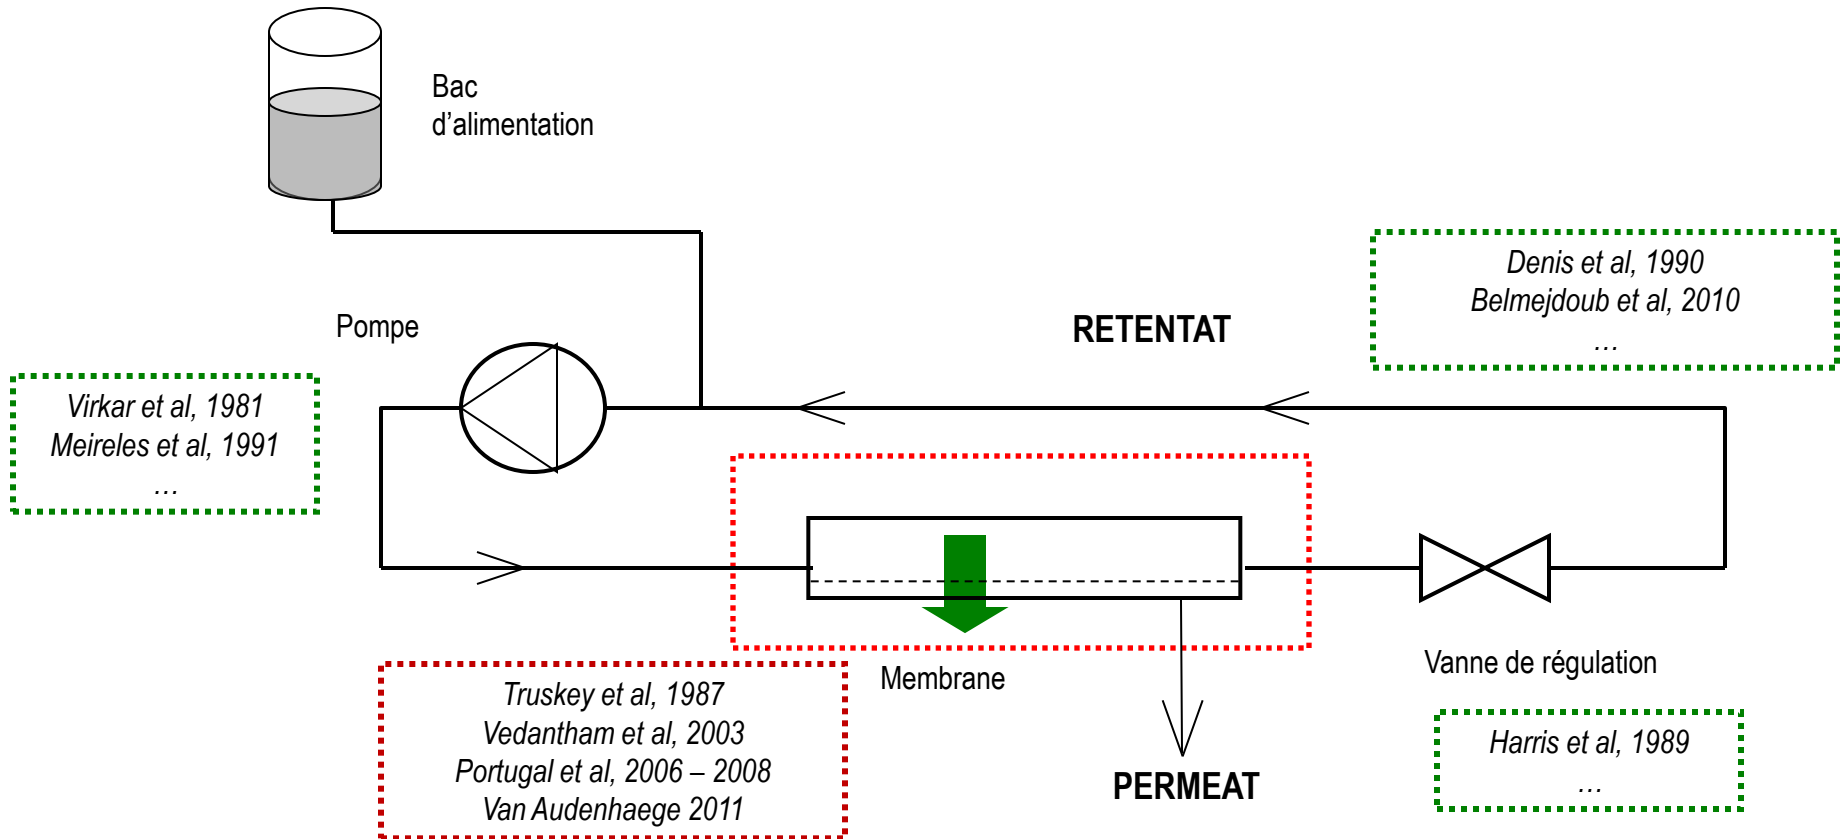 Bac
d’alimentation
Denis et al, 1990
Belmejdoub et al, 2010
...
Pompe
RETENTAT
Virkar et al, 1981
Meireles et al, 1991
...
Membrane
Vanne de régulation
Truskey et al, 1987
Vedantham et al, 2003
Portugal et al, 2006 – 2008
Van Audenhaege 2011
PERMEAT
Harris et al, 1989
...